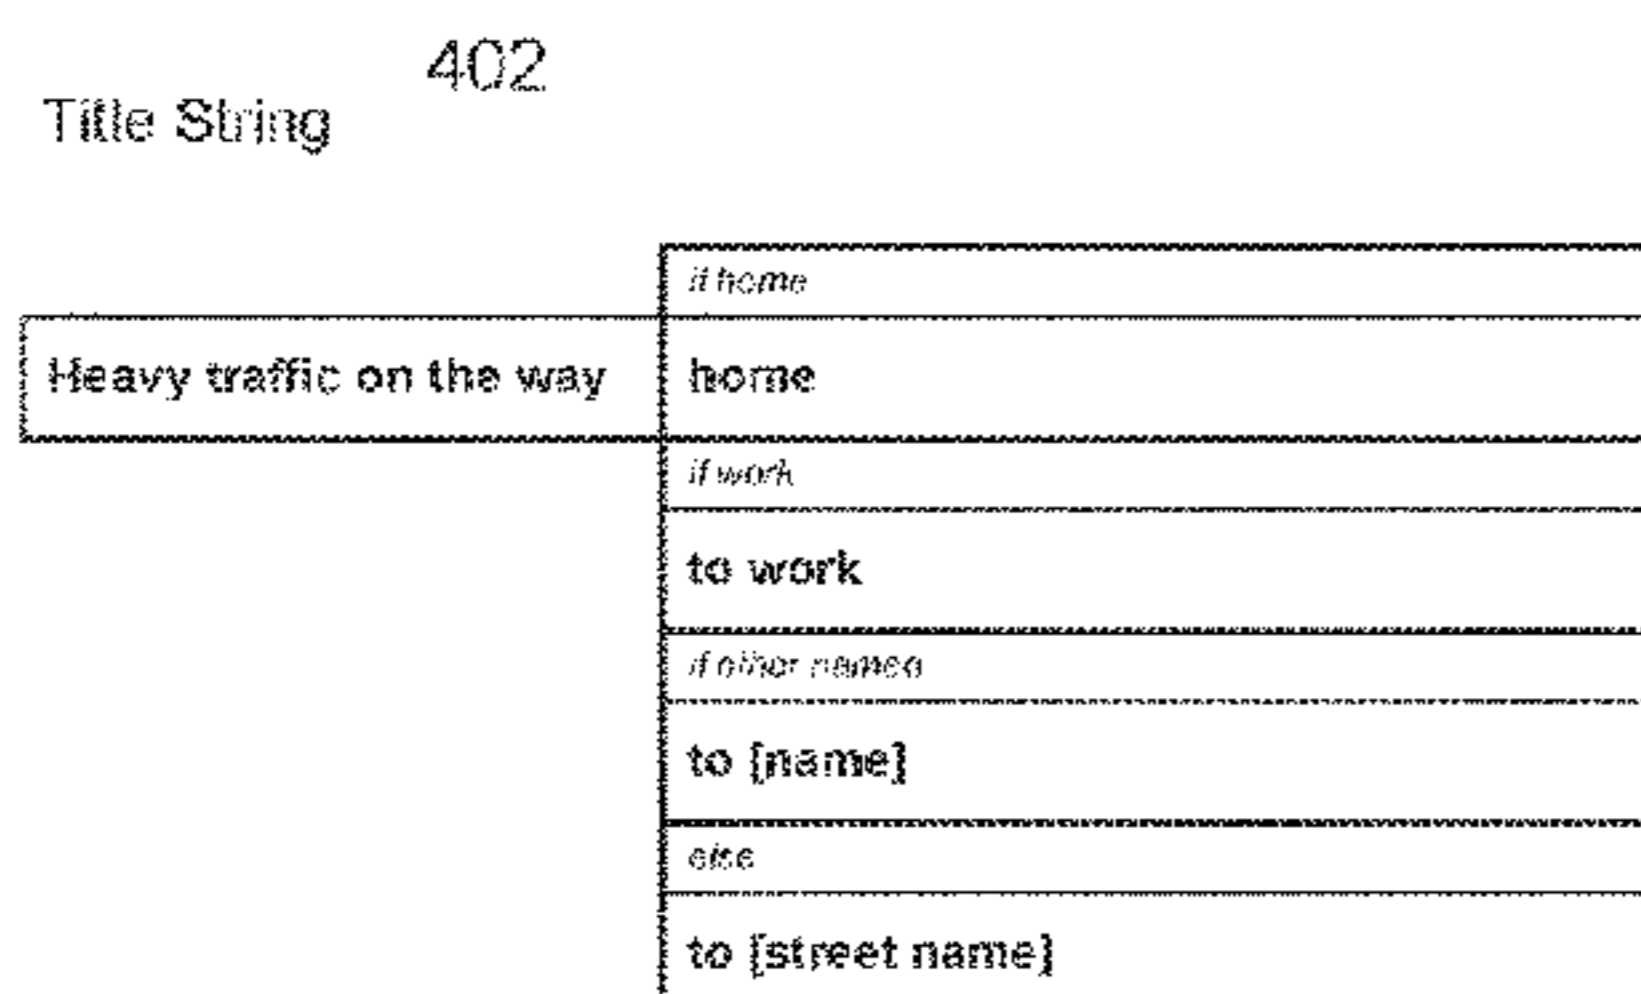 402
Title String
if home
Heavy traffic on the way
home
if work
to work
if other named
to [name]
else
to [street name]